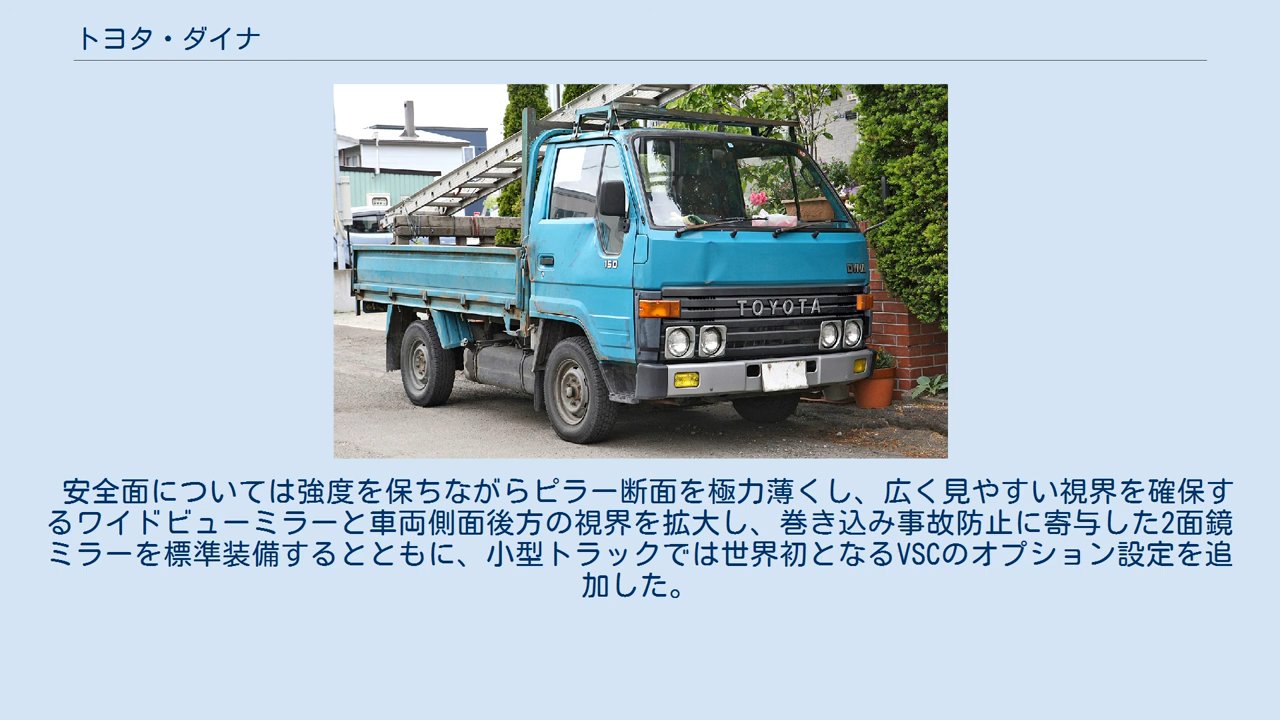 トヨタ・ダイナ
150
DYNA
TOYOTA
安全面については強度を保ちながらピラー断面を極力薄くし、広く見やすい視界を確保す
るワイドビューミラーと車両側面後方の視界を拡大し、巻き込み事故防止に寄与した2面鏡
ミラーを標準装備するとともに、小型トラックでは世界初となるVSCのオプション設定を追
加した。